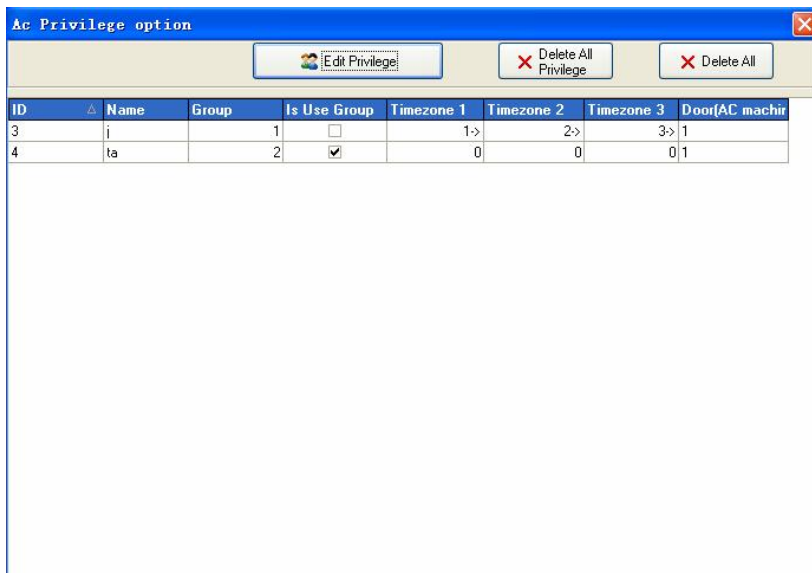 Ac Privilege option
Edit Privilege
Delete All
Privilege
Delete All
ID Name Group Is Use Group Timezone 1 Timezone 2 Timezone 3 Door(AC machin
3 j 1 1-> 2-> 3-> 1
4 ta 2 0 0 0 1